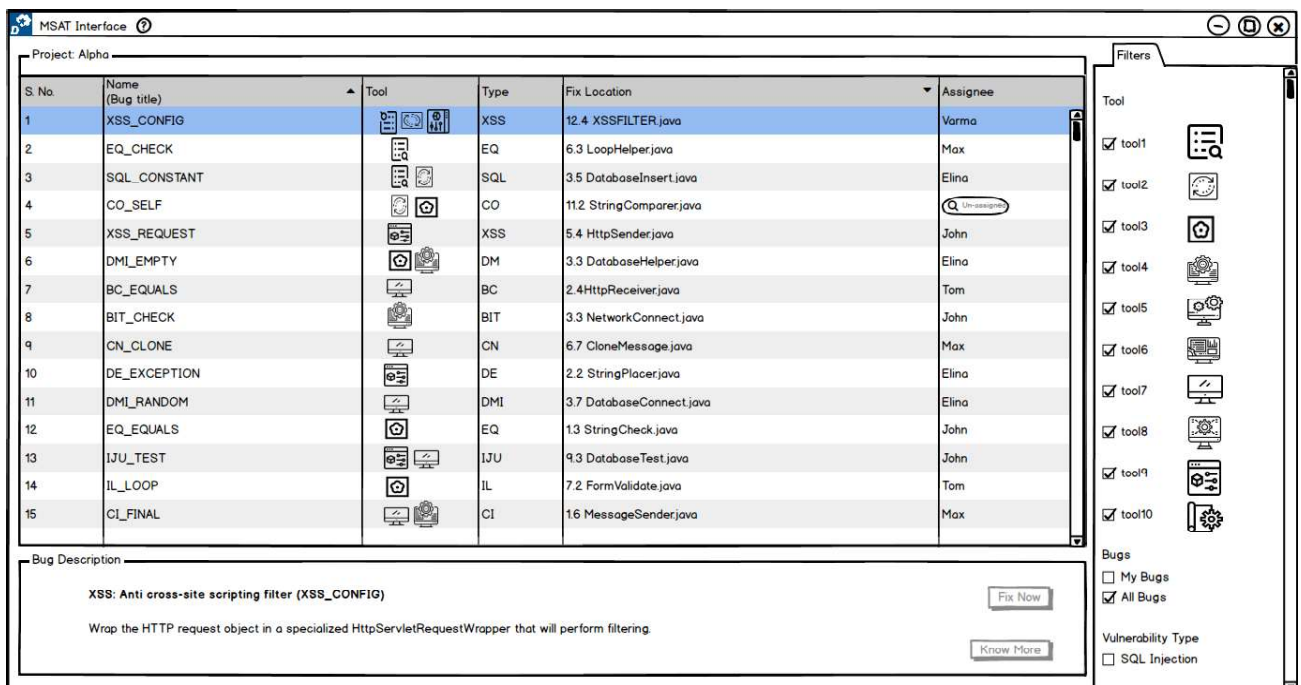 MSAT Interface ?
Project: Alpha
Filters
S. No. Name (Bug title) Tool Type Fix Location Assignee
1 XSS_CONFIG XSS 12.4 XSSFILTER.java Varma
2 EQ_CHECK EQ 6.3 LoopHelper.java Max
3 SQL_CONSTANT SQL 3.5 DatabaseInsert.java Elina
4 CO_SELF CO 11.2 StringComparer.java Un-assigned
5 XSS_REQUEST XSS 5.4 HttpSender.java John
6 DMI_EMPTY DM 3.3 DatabaseHelper.java Elina
7 BC_EQUALS BC 2.4HttpReceiver.java Tom
8 BIT_CHECK BIT 3.3 NetworkConnect.java John
9 CN_CLONE CN 6.7 CloneMessage.java Max
10 DE_EXCEPTION DE 2.2 StringPlacer.java Elina
11 DMI_RANDOM DMI 3.7 DatabaseConnect.java Elina
12 EQ_EQUALS EQ 1.3 StringCheck.java John
13 IJU_TEST IJU 9.3 DatabaseTest.java John
14 IL_LOOP IL 7.2 FormValidate.java Tom
15 CI_FINAL CI 1.6 MessageSender.java Max
Bug Description
XSS: Anti cross-site scripting filter (XSS_CONFIG)
Fix Now
Wrap the HTTP request object in a specialized HttpServletRequestWrapper that will perform filtering.
Know More
Tool
tool1
tool2
tool3
tool4
tool5
tool6
tool7
tool8
tool9
tool10
Bugs
My Bugs
All Bugs
Vulnerability Type
SQL Injection